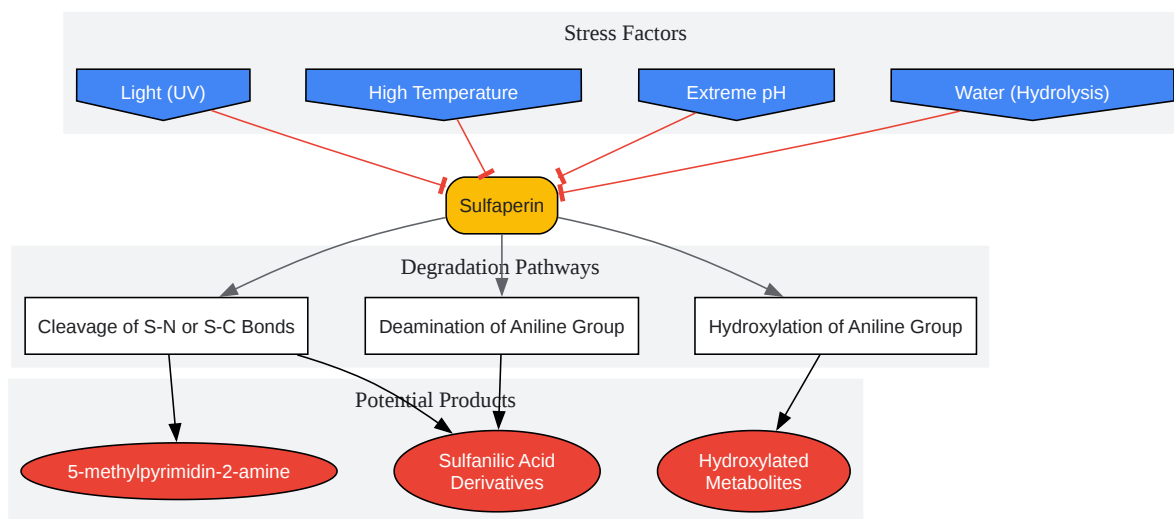 Stress Factors
Light (UV)
High Temperature
Extreme pH
Water (Hydrolysis)
Sulfaperin
Degradation Pathways
Cleavage of S-N or S-C Bonds
Deamination of Aniline Group
Hydroxylation of Aniline Group
Potential Products
5-methylpyrimidin-2-amine
Sulfanilic Acid
Derivatives
Hydroxylated
Metabolites